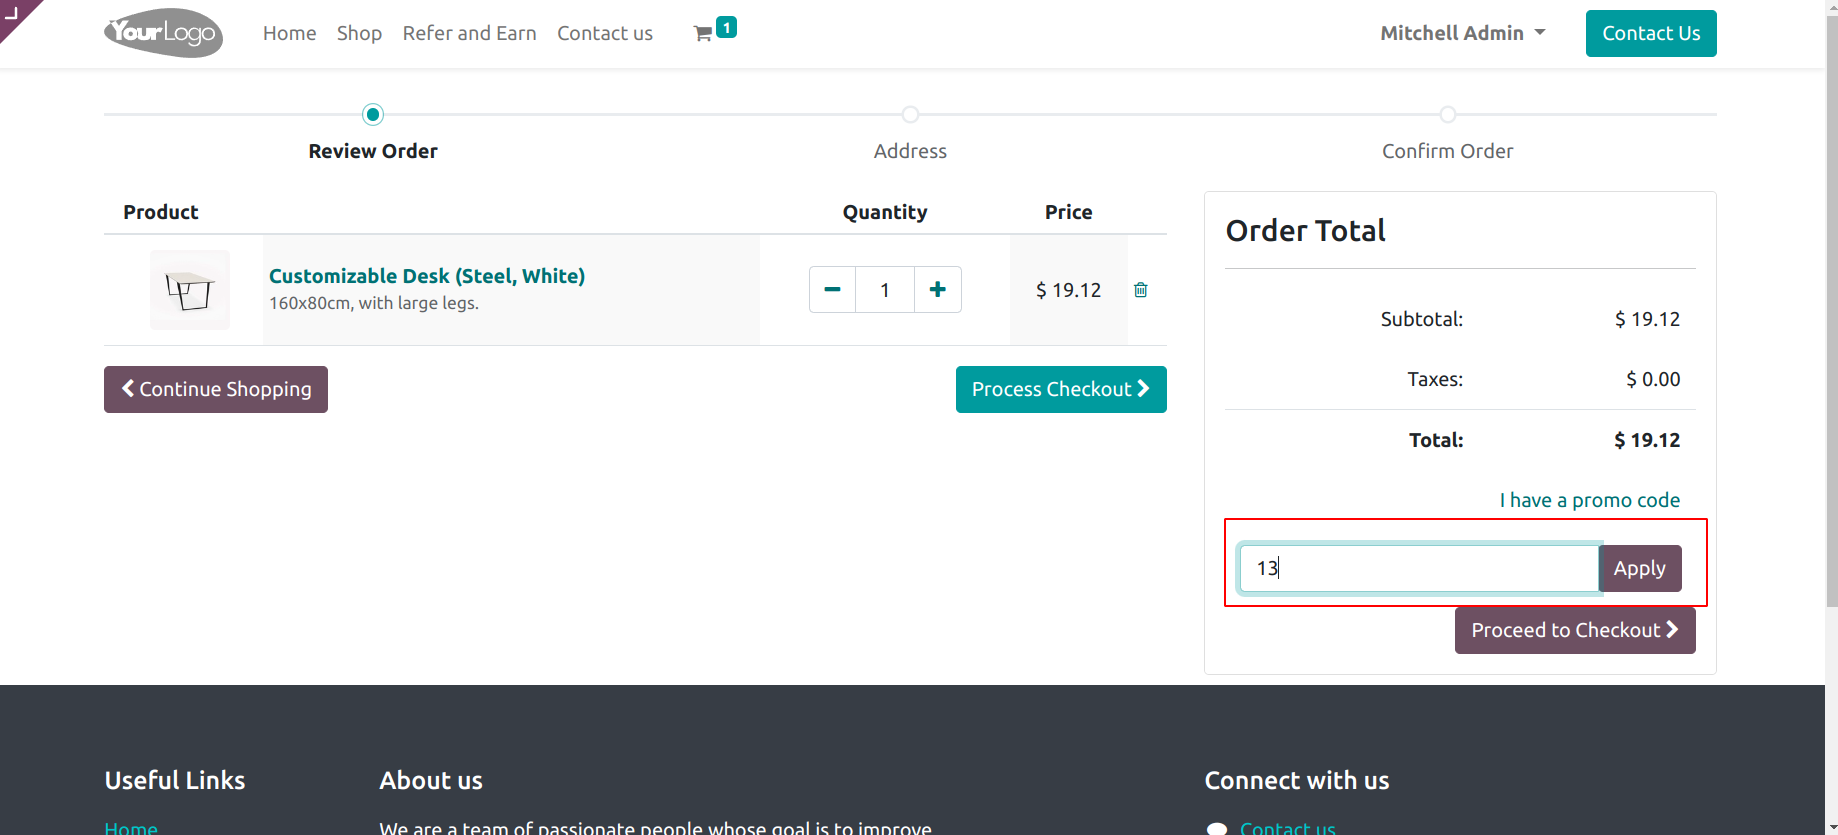 YourLogo
Home Shop Refer and Earn Contact us 1 Mitchell Admin Contact Us
Review Order Address Confirm Order
Product Quantity Price
Customizable Desk (Steel, White)
160x80cm, with large legs.
1 $ 19.12
Continue Shopping Process Checkout
Order Total
Subtotal: $ 19.12
Taxes: $ 0.00
Total: $ 19.12
I have a promo code
13 Apply
Proceed to Checkout
Useful Links About us Connect with us
Home We are a team of passionate people whose goal is to improve Contact us